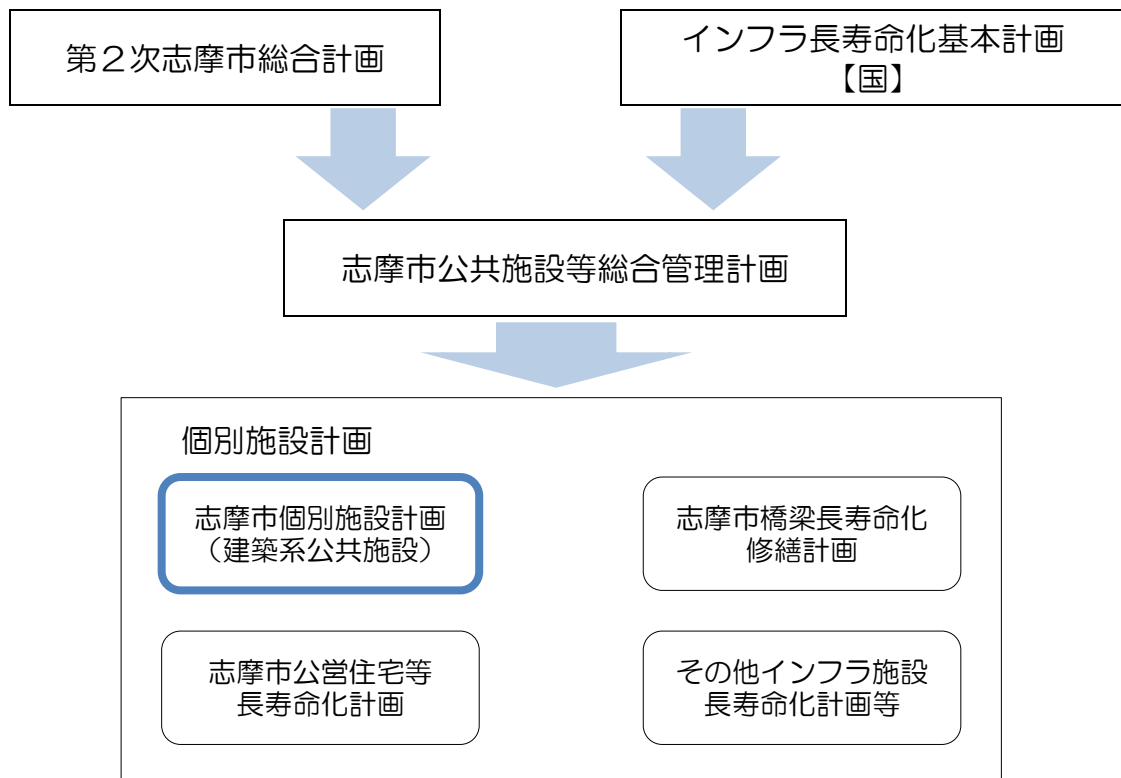 第２次志摩市総合計画
インフラ長寿命化基本計画
【国】
志摩市公共施設等総合管理計画
個別施設計画
志摩市個別施設計画
（建築系公共施設）
志摩市橋梁長寿命化
修繕計画
志摩市公営住宅等
長寿命化計画
その他インフラ施設
長寿命化計画等